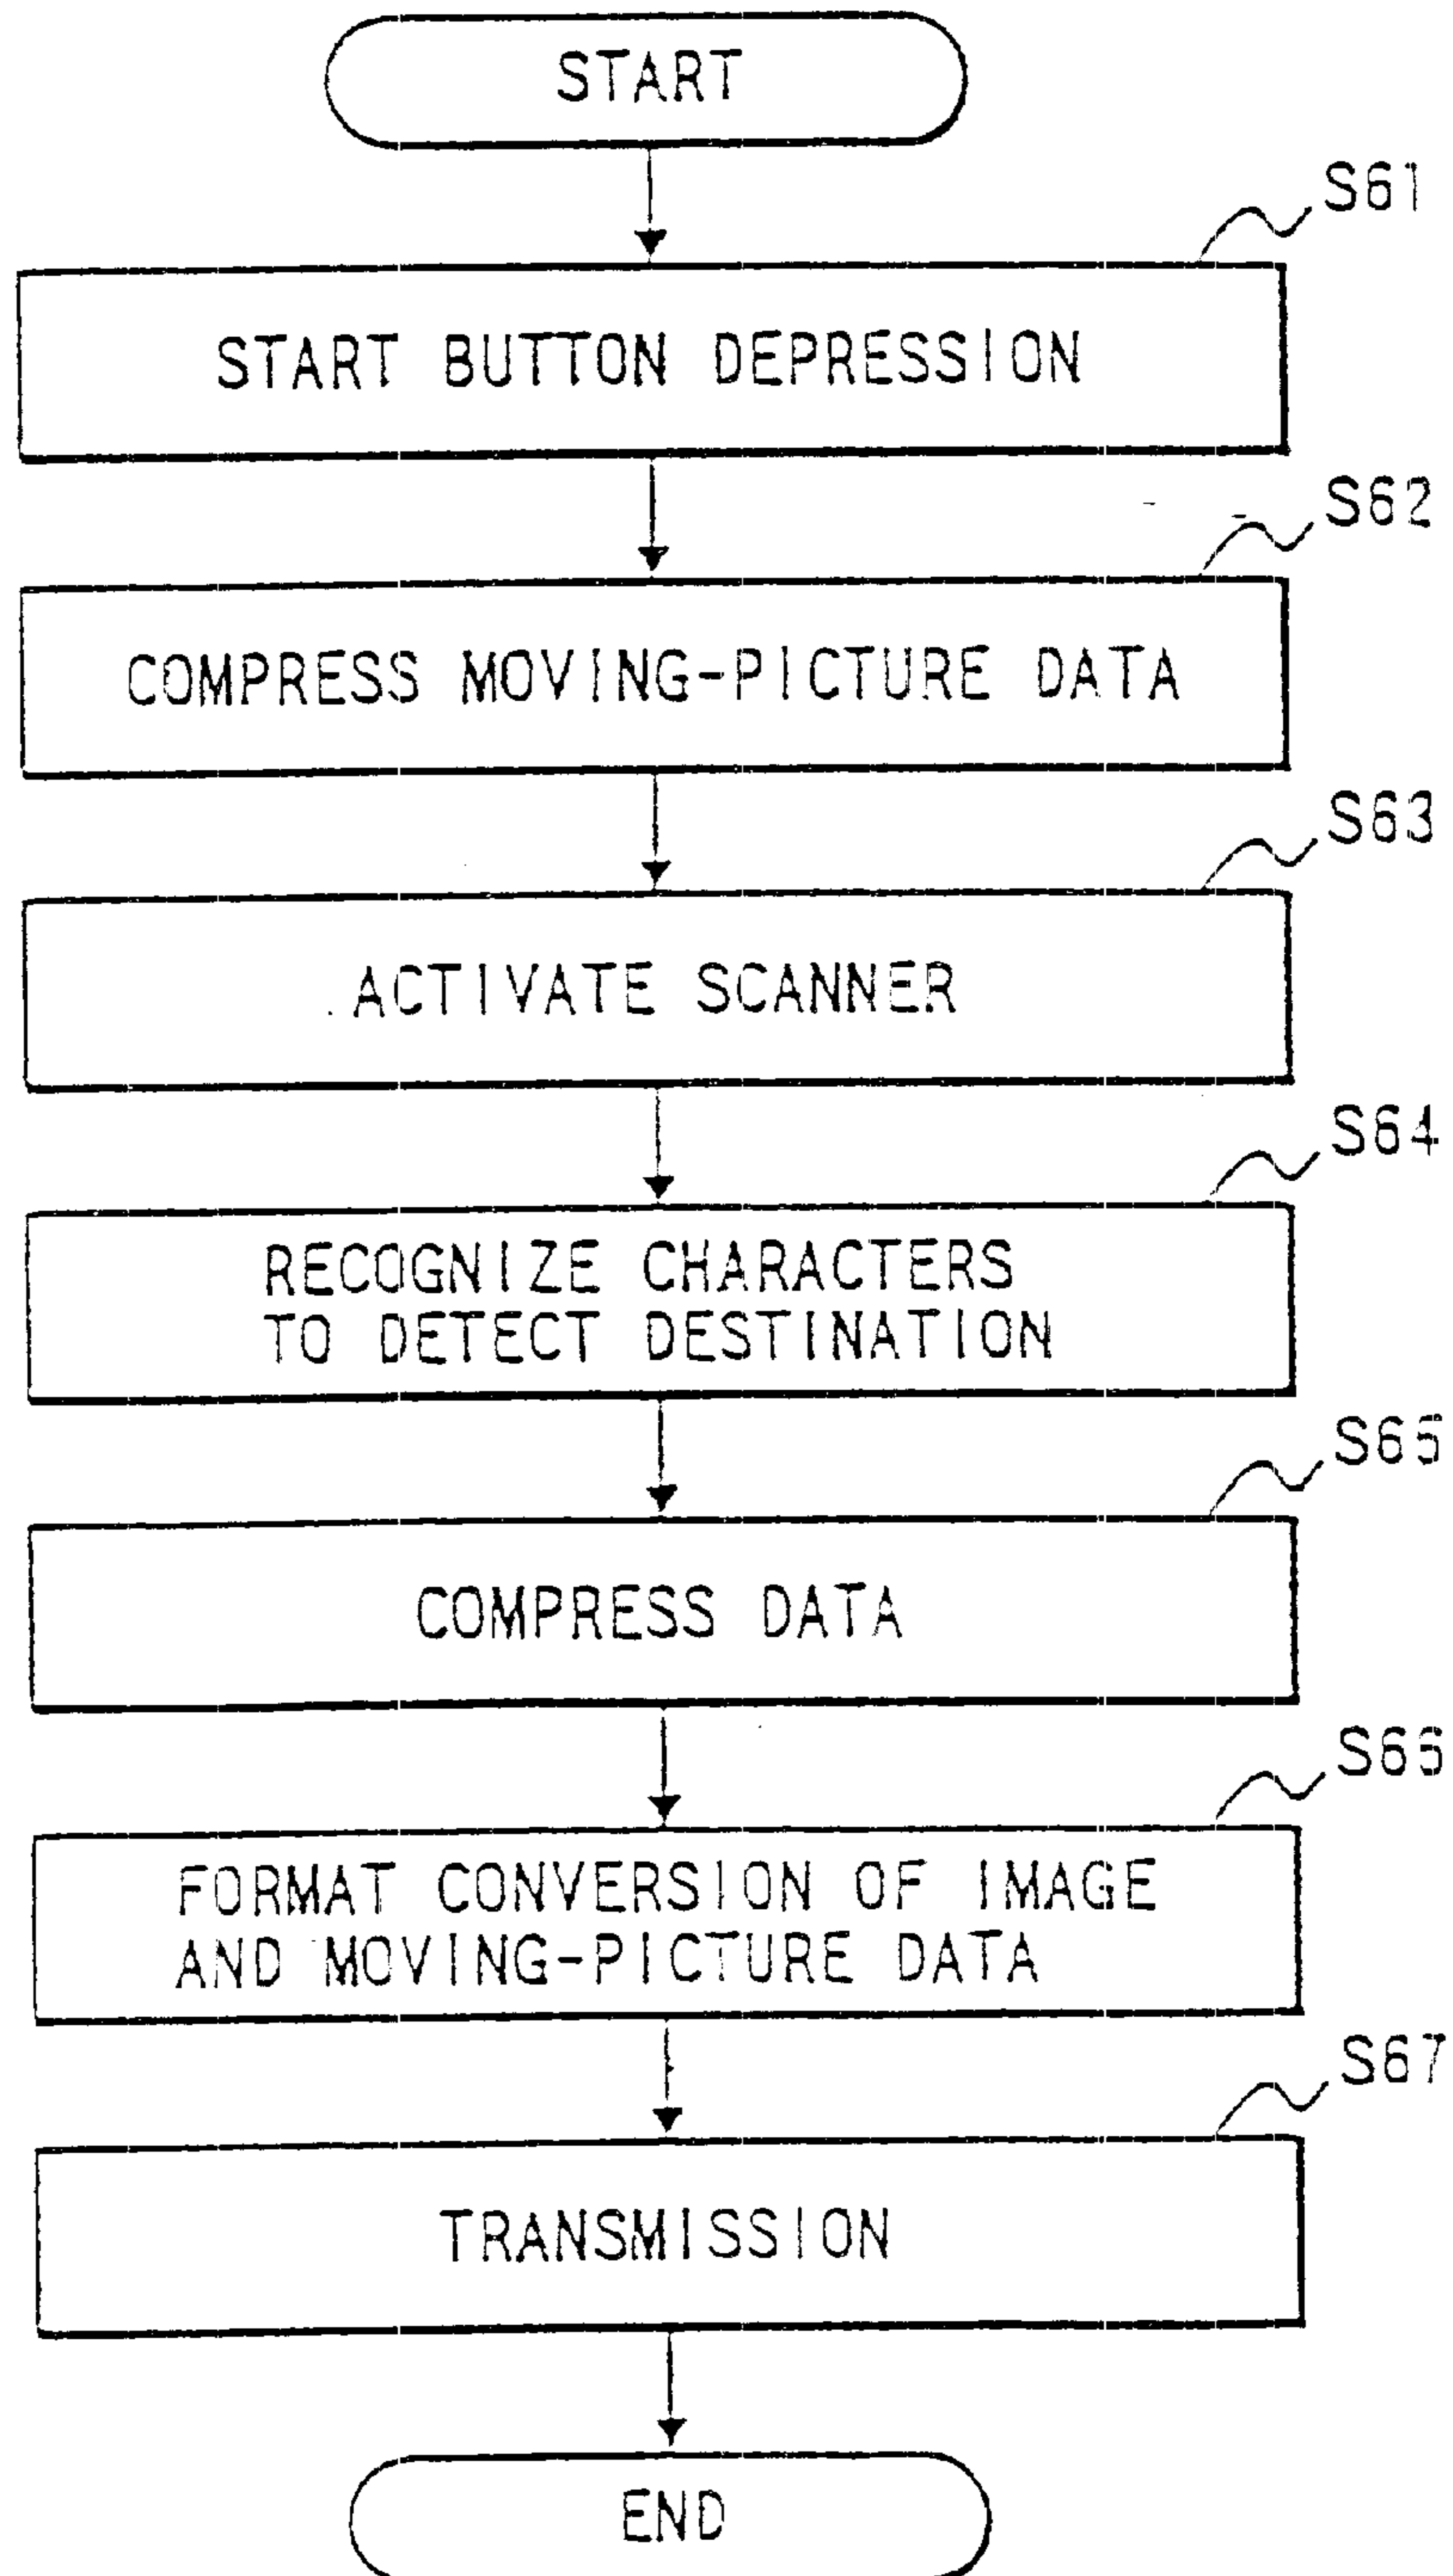 START
S61
START BUTTON DEPRESSION
S62
COMPRESS MOVING-PICTURE DATA
S63
ACTIVATE SCANNER
S64
RECOGNIZE CHARACTERS
TO DETECT DESTINATION
S65
COMPRESS DATA
S66
FORMAT CONVERSION OF IMAGE
AND MOVING-PICTURE DATA
S67
TRANSMISSION
END